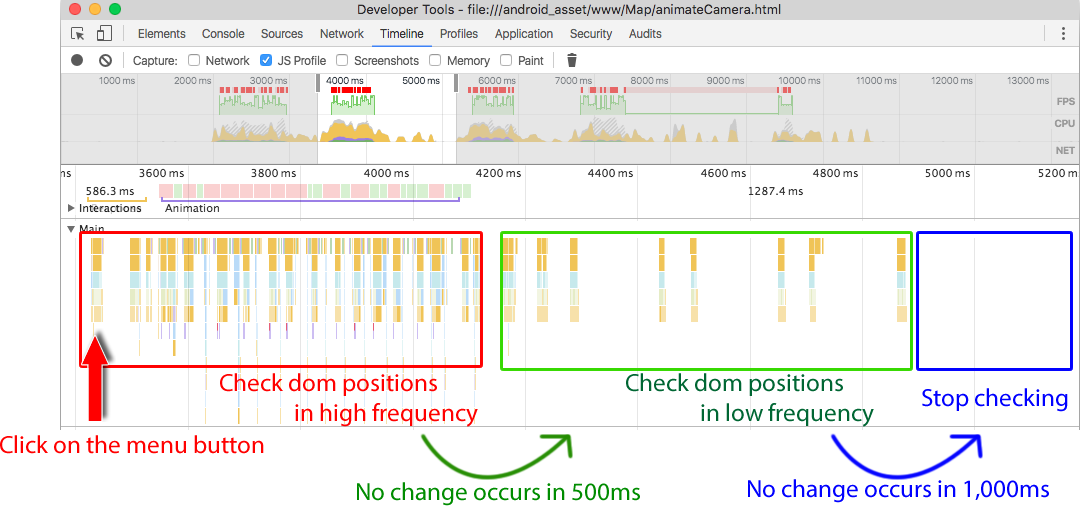 Developer Tools - file:///android_asset/www/Map/animateCamera.html
Elements Console Sources Network Timeline Profiles Application Security Audits
Capture: Network JS Profile Screenshots Memory Paint
1000 ms 2000 ms 3000 ms 4000 ms 5000 ms 6000 ms 7000 ms 8000 ms 9000 ms 10000 ms 11000 ms 12000 ms 13000 ms
FPS
CPU
NET
ms 3600 ms 3800 ms 4000 ms 4200 ms 4400 ms 4600 ms 4800 ms 5000 ms 5200 ms
586.3 ms 1287.4 ms
Interactions Animation
Main
Check dom positions
in high frequency
Check dom positions
in low frequency
Stop checking
Click on the menu button
No change occurs in 500ms
No change occurs in 1,000ms